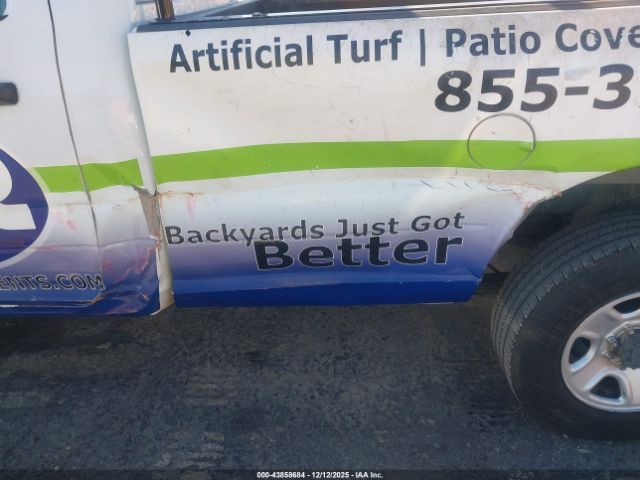 Artificial Turf | Patio Cove
855-3
Backyards Just Got
Better
ENTS.COM
000-43858684 - 12/12/2025 - IAA Inc.